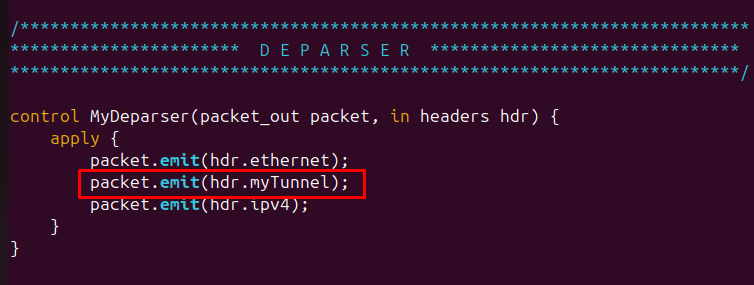 /************************************************************************
***********************  D E P A R S E R  *******************************
*************************************************************************/
control MyDeparser(packet_out packet, in headers hdr) {
apply {
packet.emit(hdr.ethernet);
packet.emit(hdr.myTunnel);
packet.emit(hdr.ipv4);
}
}